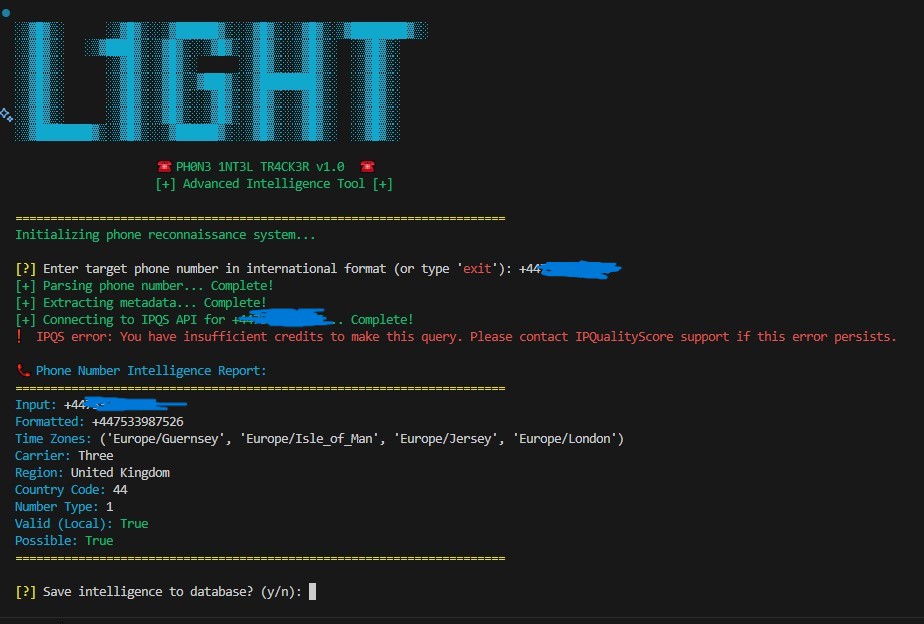 L1GHT
☎ PH0N3 1NT3L TR4CK3R v1.0 ☎
[+] Advanced Intelligence Tool [+]
======================================================================
Initializing phone reconnaissance system...
[?] Enter target phone number in international format (or type 'exit'): +44
[+] Parsing phone number... Complete!
[+] Extracting metadata... Complete!
[+] Connecting to IPQS API for +44 .. Complete!
❗ IPQS error: You have insufficient credits to make this query. Please contact IPQualityScore support if this error persists.
📞 Phone Number Intelligence Report:
======================================================================
Input: +44
Formatted: +447533987526
Time Zones: ('Europe/Guernsey', 'Europe/Isle_of_Man', 'Europe/Jersey', 'Europe/London')
Carrier: Three
Region: United Kingdom
Country Code: 44
Number Type: 1
Valid (Local): True
Possible: True
======================================================================
[?] Save intelligence to database? (y/n):